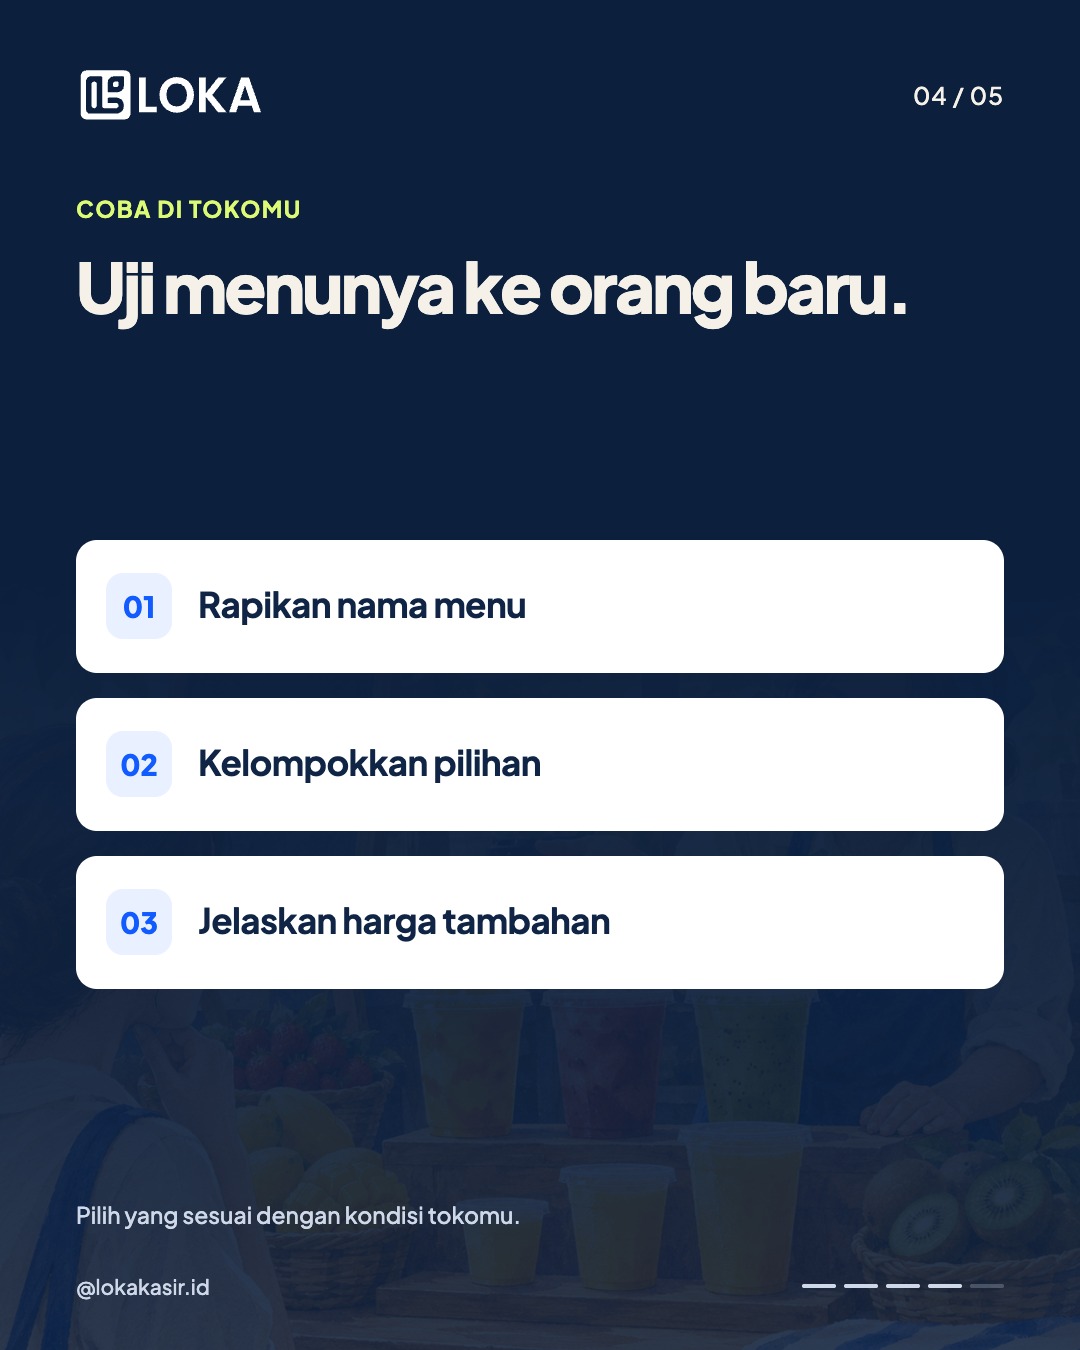 LOKA
04 / 05
COBA DI TOKOMU
Uji menunya ke orang baru.
01 Rapikan nama menu
02 Kelompokkan pilihan
03 Jelaskan harga tambahan
Pilih yang sesuai dengan kondisi tokomu.
@lokakasir.id